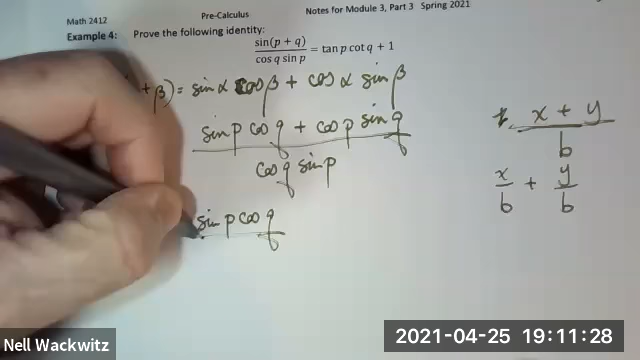 Math 2412 Pre-Calculus Notes for Module 3, Part 3 Spring 2021
Example 4: Prove the following identity:
sin(p + q)
cos q sin p
= tan p cot q + 1
+ β) = sin α cos β + cos α sin β
sin p cos q + cos p sin q
cos q sin p
x + y
b
x/b + y/b
sin p cos q
Nell Wackwitz
2021-04-25 19:11:28